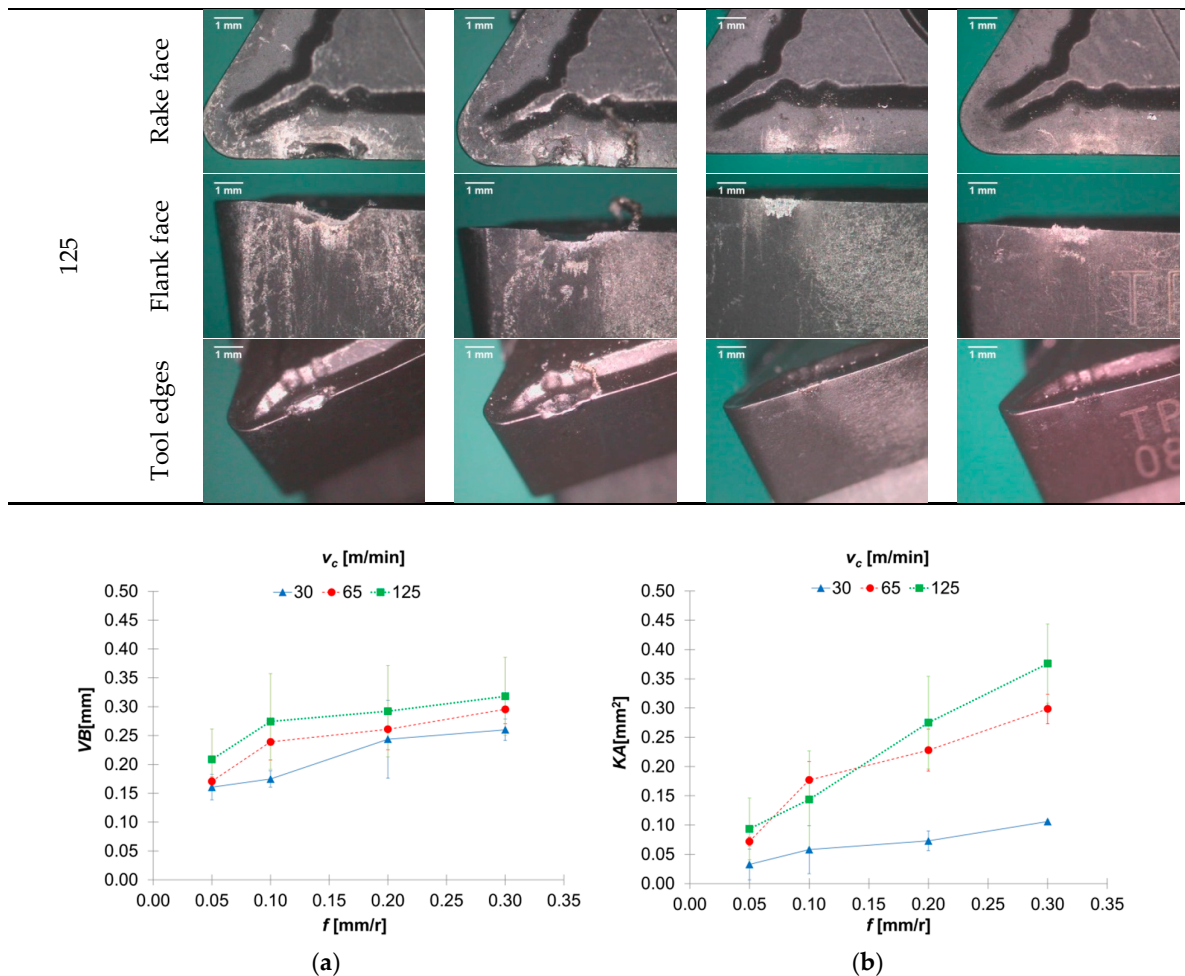 1 mm 1 mm 1 mm 1 mm
Rake face
1 mm 1 mm 1 mm 1 mm
125
Flank face
1 mm 1 mm 1 mm 1 mm
Tool edges
TP
08
v_c [m/min]
30 65 125
0.50
0.45
0.40
0.35
0.30
0.25
0.20
0.15
0.10
0.05
0.00
VB[mm]
0.00 0.05 0.10 0.15 0.20 0.25 0.30 0.35
f [mm/r]
(a)
v_c [m/min]
30 65 125
0.50
0.45
0.40
0.35
0.30
0.25
0.20
0.15
0.10
0.05
0.00
KA[mm²]
0.00 0.05 0.10 0.15 0.20 0.25 0.30 0.35
f [mm/r]
(b)